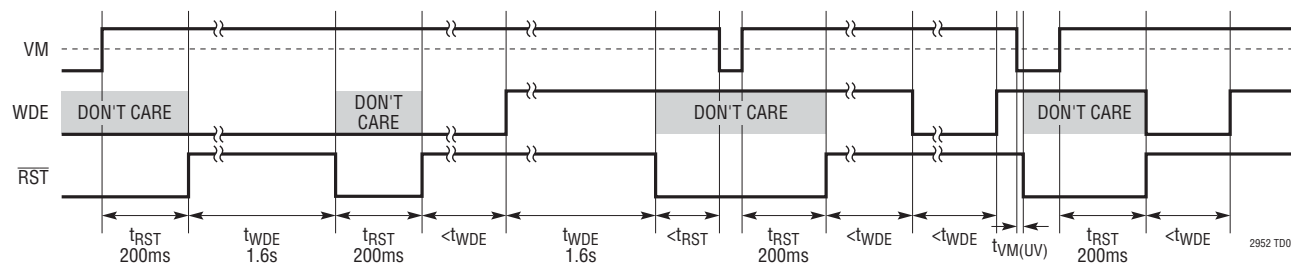 VM
WDE
DON'T CARE
DON'T CARE
DON'T CARE
DON'T CARE
RST
tRST 200ms
tWDE 1.6s
tRST 200ms
<tWDE
tWDE 1.6s
<tRST
tRST 200ms
<tWDE
<tWDE
tVM(UV)
tRST 200ms
<tWDE
2952 TD0